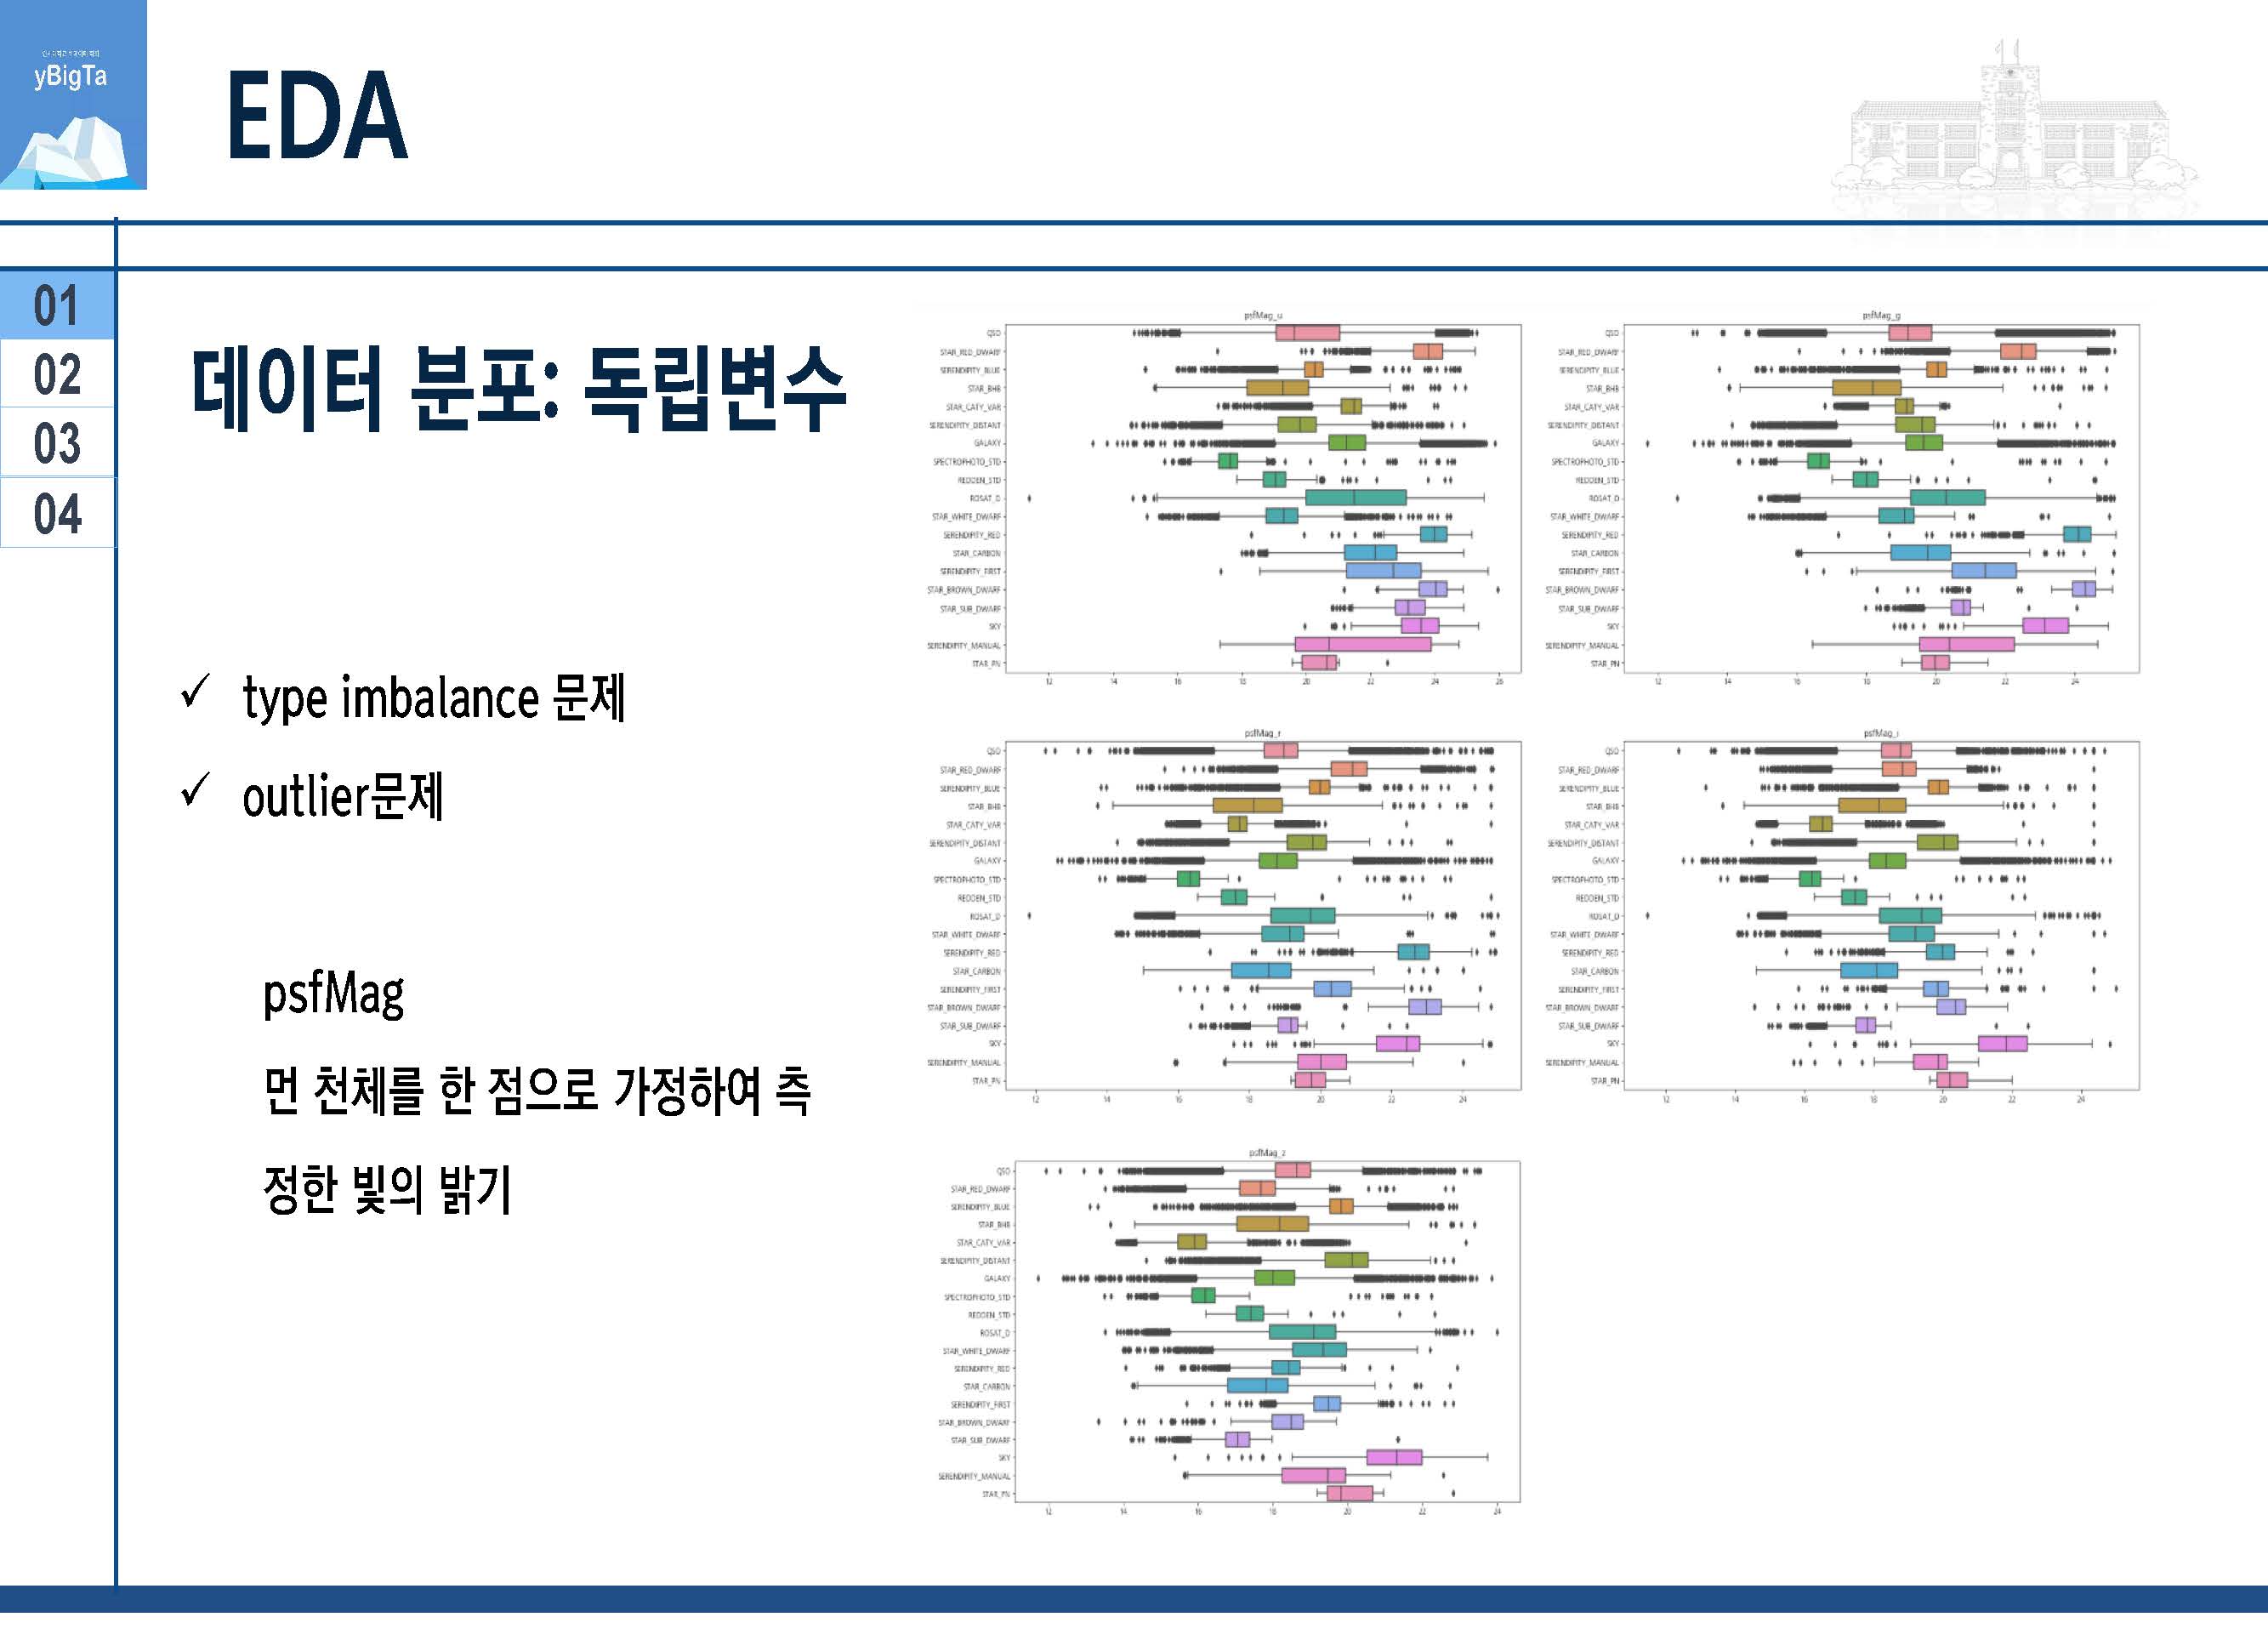 yBigTa
EDA
01
02
03
04
데이터 분포: 독립변수
✓ type imbalance 문제
✓ outlier문제
psfMag
먼 천체를 한 점으로 가정하여 측
정한 빛의 밝기
psfMag_u
QSO
STAR_RED_DWARF
SERENDIPITY_BLUE
STAR_BHB
STAR_CATY_VAR
SERENDIPITY_DISTANT
GALAXY
SPECTROPHOTO_STD
REDDEN_STD
ROSAT_D
STAR_WHITE_DWARF
SERENDIPITY_RED
STAR_CARBON
SERENDIPITY_FIRST
STAR_BROWN_DWARF
STAR_SUB_DWARF
SKY
SERENDIPITY_MANUAL
STAR_PN
12 14 16 18 20 22 24 26
psfMag_g
QSO
STAR_RED_DWARF
SERENDIPITY_BLUE
STAR_BHB
STAR_CATY_VAR
SERENDIPITY_DISTANT
GALAXY
SPECTROPHOTO_STD
REDDEN_STD
ROSAT_D
STAR_WHITE_DWARF
SERENDIPITY_RED
STAR_CARBON
SERENDIPITY_FIRST
STAR_BROWN_DWARF
STAR_SUB_DWARF
SKY
SERENDIPITY_MANUAL
STAR_PN
12 14 16 18 20 22 24
psfMag_r
QSO
STAR_RED_DWARF
SERENDIPITY_BLUE
STAR_BHB
STAR_CATY_VAR
SERENDIPITY_DISTANT
GALAXY
SPECTROPHOTO_STD
REDDEN_STD
ROSAT_D
STAR_WHITE_DWARF
SERENDIPITY_RED
STAR_CARBON
SERENDIPITY_FIRST
STAR_BROWN_DWARF
STAR_SUB_DWARF
SKY
SERENDIPITY_MANUAL
STAR_PN
12 14 16 18 20 22 24
psfMag_i
QSO
STAR_RED_DWARF
SERENDIPITY_BLUE
STAR_BHB
STAR_CATY_VAR
SERENDIPITY_DISTANT
GALAXY
SPECTROPHOTO_STD
REDDEN_STD
ROSAT_D
STAR_WHITE_DWARF
SERENDIPITY_RED
STAR_CARBON
SERENDIPITY_FIRST
STAR_BROWN_DWARF
STAR_SUB_DWARF
SKY
SERENDIPITY_MANUAL
STAR_PN
12 14 16 18 20 22 24
psfMag_z
QSO
STAR_RED_DWARF
SERENDIPITY_BLUE
STAR_BHB
STAR_CATY_VAR
SERENDIPITY_DISTANT
GALAXY
SPECTROPHOTO_STD
REDDEN_STD
ROSAT_D
STAR_WHITE_DWARF
SERENDIPITY_RED
STAR_CARBON
SERENDIPITY_FIRST
STAR_BROWN_DWARF
STAR_SUB_DWARF
SKY
SERENDIPITY_MANUAL
STAR_PN
12 14 16 18 20 22 24